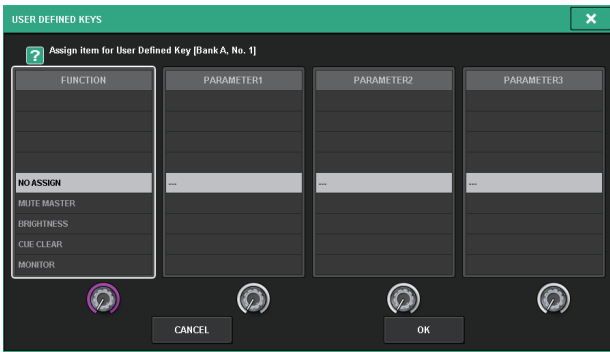 USER DEFINED KEYS
Assign item for User Defined Key [Bank A, No. 1]
FUNCTION PARAMETER1 PARAMETER2 PARAMETER3
NO ASSIGN --- --- ---
MUTE MASTER
BRIGHTNESS
CUE CLEAR
MONITOR
CANCEL OK